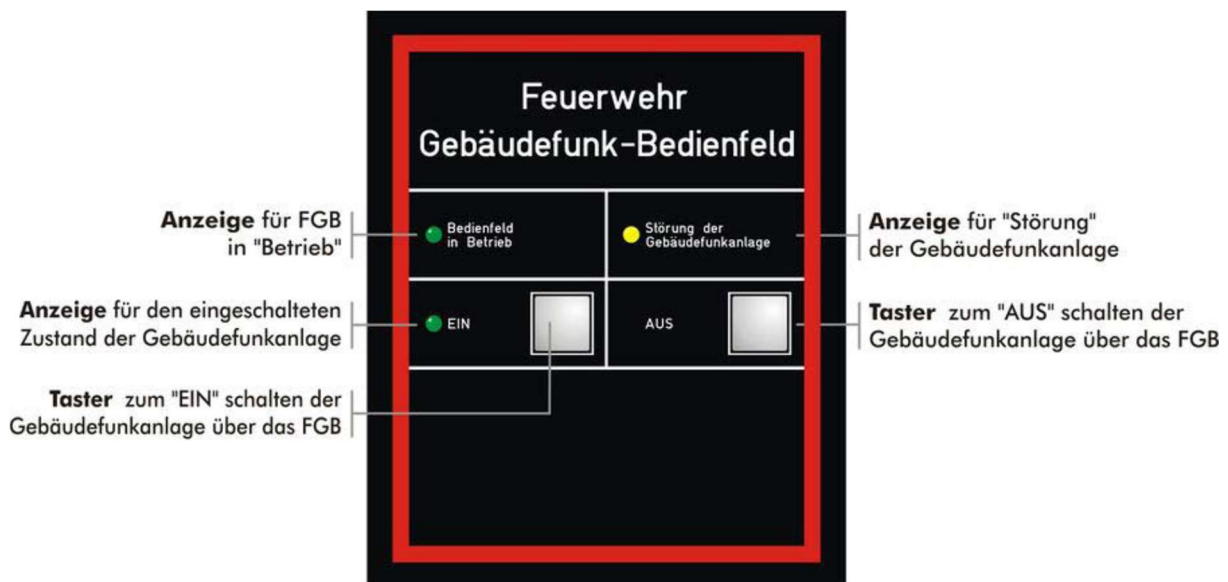 Feuerwehr
Gebäudefunk-Bedienfeld
Anzeige für FGB
in "Betrieb"
Bedienfeld
in Betrieb
Störung der
Gebäudefunkanlage
Anzeige für "Störung"
der Gebäudefunkanlage
Anzeige für den eingeschalteten
Zustand der Gebäudefunkanlage
EIN
AUS
Taster zum "AUS" schalten der
Gebäudefunkanlage über das FGB
Taster zum "EIN" schalten der
Gebäudefunkanlage über das FGB